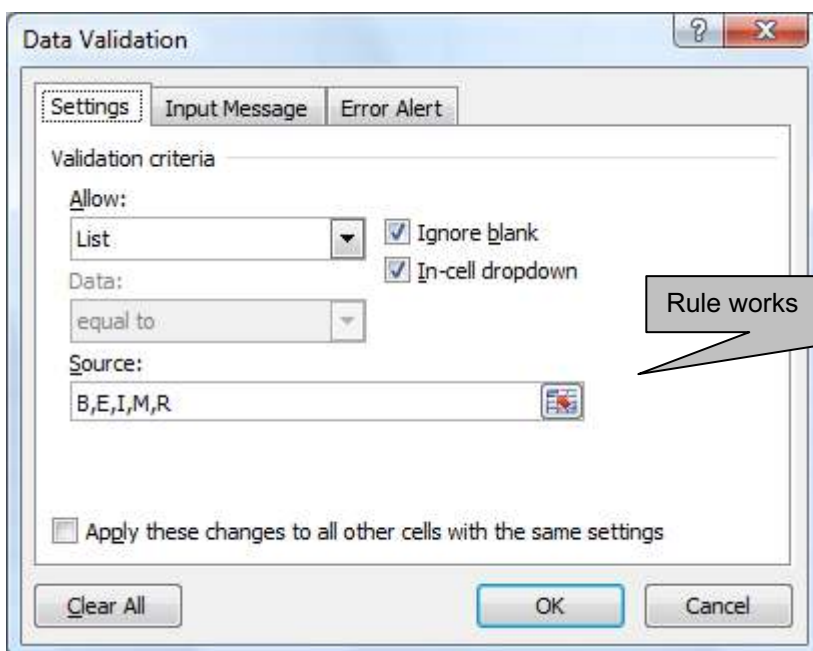 Data Validation
Settings
Input Message
Error Alert
Validation criteria
Allow:
List
Ignore blank
In-cell dropdown
Data:
equal to
Rule works
Source:
B,E,I,M,R
Apply these changes to all other cells with the same settings
Clear All
OK
Cancel